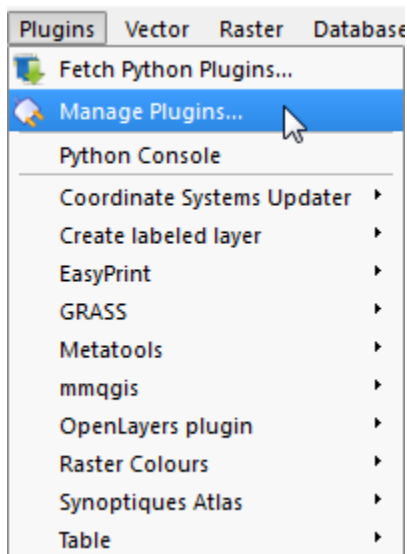 Plugins Vector Raster Database
Fetch Python Plugins...
Manage Plugins...
Python Console
Coordinate Systems Updater
Create labeled layer
EasyPrint
GRASS
Metatools
mmqgis
OpenLayers plugin
Raster Colours
Synoptiques Atlas
Table